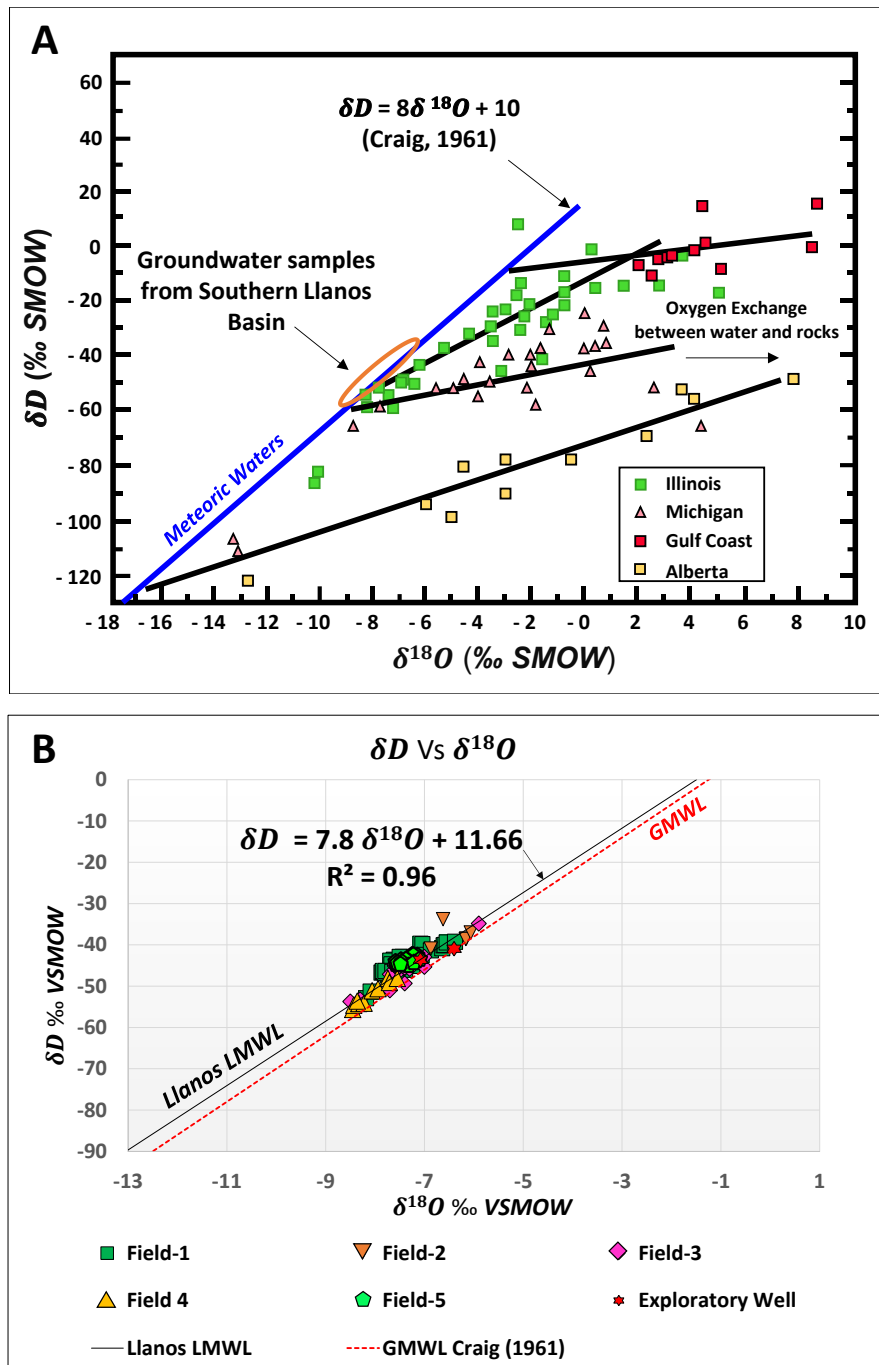 A
δD = 8δ ¹⁸O + 10
(Craig, 1961)
Groundwater samples
from Southern Llanos
Basin
Oxygen Exchange
between water and rocks
Meteoric Waters
Illinois
Michigan
Gulf Coast
Alberta
60
40
20
0
- 20
- 40
- 60
- 80
- 100
- 120
δD (‰ SMOW)
- 18 - 16 - 14 - 12 - 10 - 8 - 6 - 4 - 2 - 0 2 4 6 8 10
δ¹⁸O (‰ SMOW)
B
δD Vs δ¹⁸O
δD = 7.8 δ¹⁸O + 11.66
R² = 0.96
GMWL
Llanos LMWL
0
-10
-20
-30
-40
-50
-60
-70
-80
-90
δD ‰ VSMOW
-13 -11 -9 -7 -5 -3 -1 1
δ¹⁸O ‰ VSMOW
Field-1 Field-2 Field-3
Field 4 Field-5 Exploratory Well
Llanos LMWL GMWL Craig (1961)